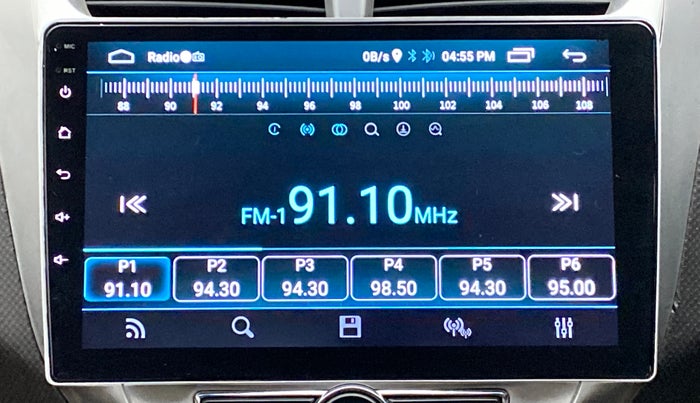 MIC
RST
Radio
0B/s 04:55 PM
88 90 92 94 96 98 100 102 104 106 108
FM-1 91.10 MHz
P1 P2 P3 P4 P5 P6
91.10 94.30 94.30 98.50 94.30 95.00